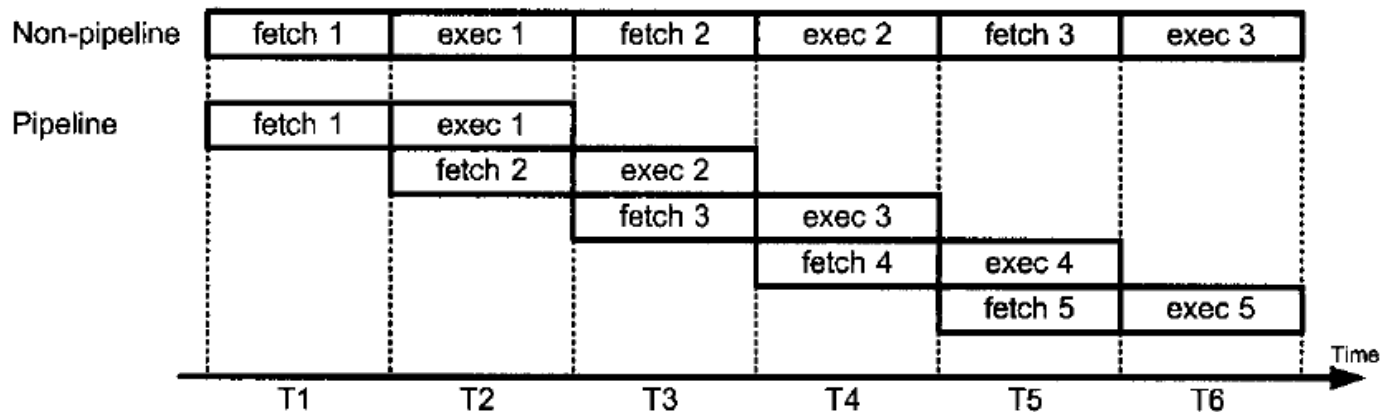 Non-pipeline fetch 1 exec 1 fetch 2 exec 2 fetch 3 exec 3
Pipeline fetch 1 exec 1
fetch 2 exec 2
fetch 3 exec 3
fetch 4 exec 4
fetch 5 exec 5
Time
T1 T2 T3 T4 T5 T6